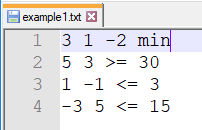 example1.txt
1 3 1 -2 min
2 5 3 >= 30
3 1 -1 <= 3
4 -3 5 <= 15